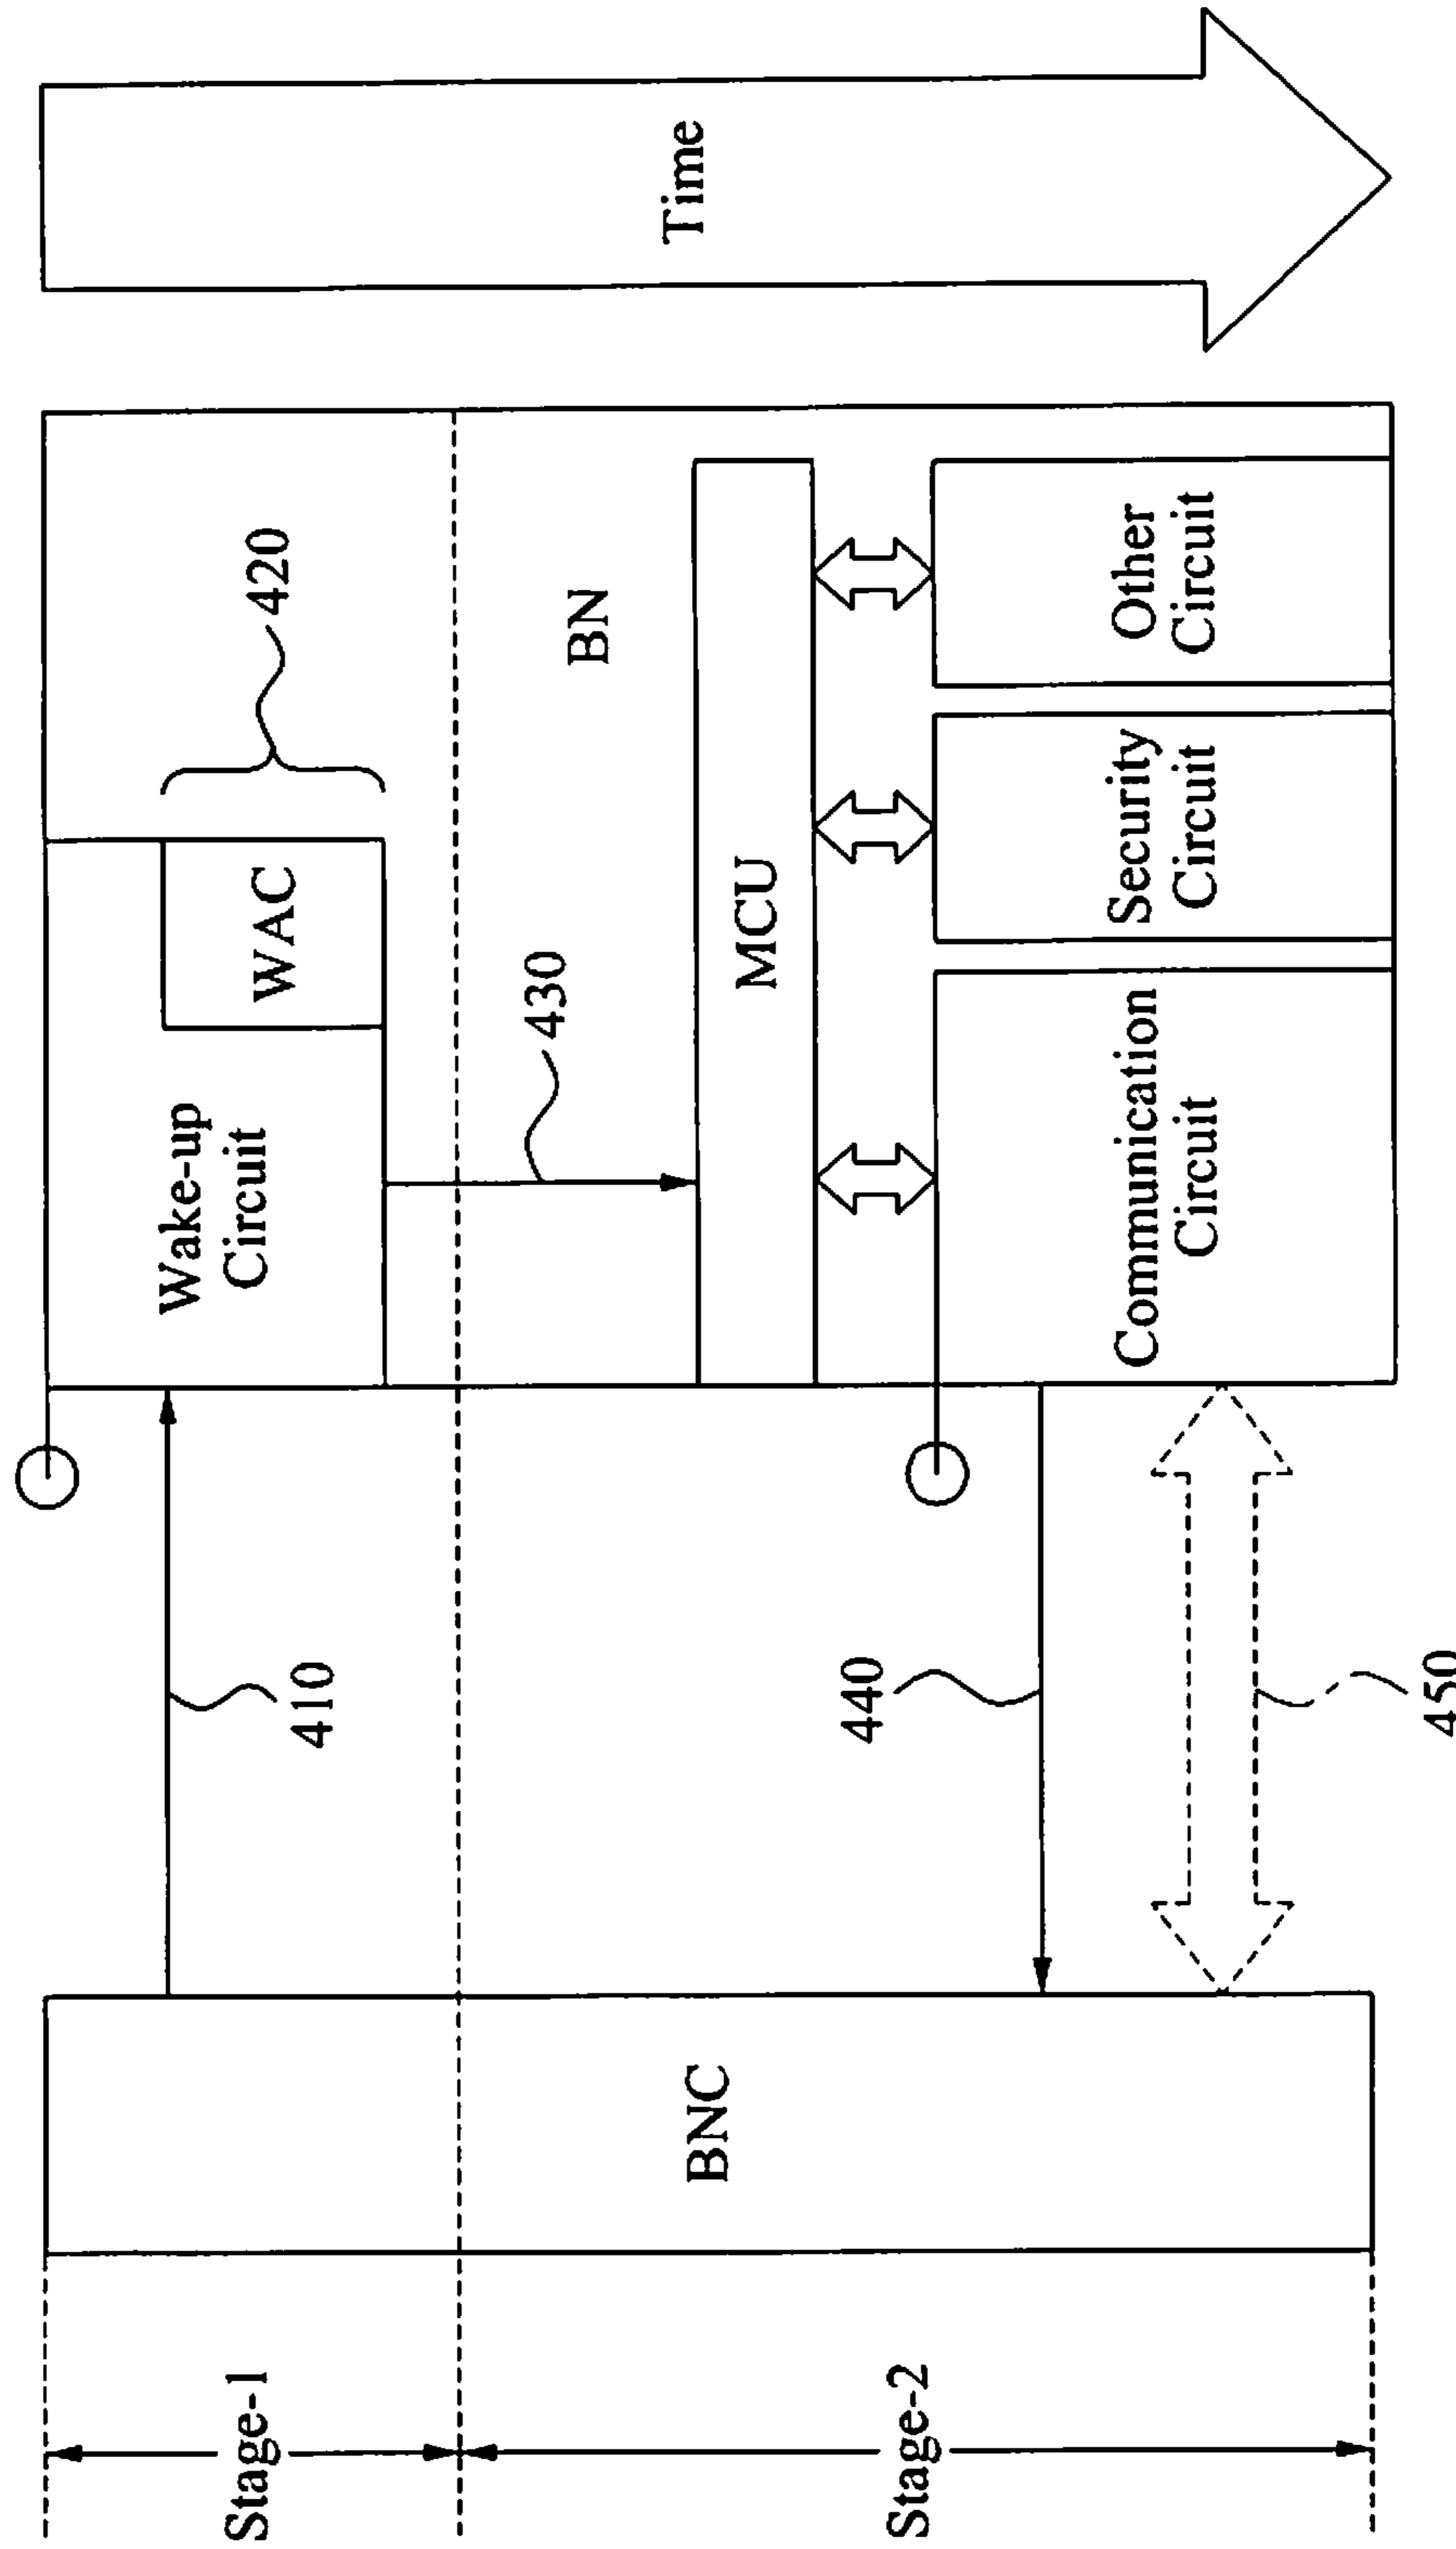 Stage-1
Stage-2
BNC
410
440
450
Wake-up
Circuit
WAC
420
430
BN
MCU
Communication
Circuit
Security
Circuit
Other
Circuit
Time